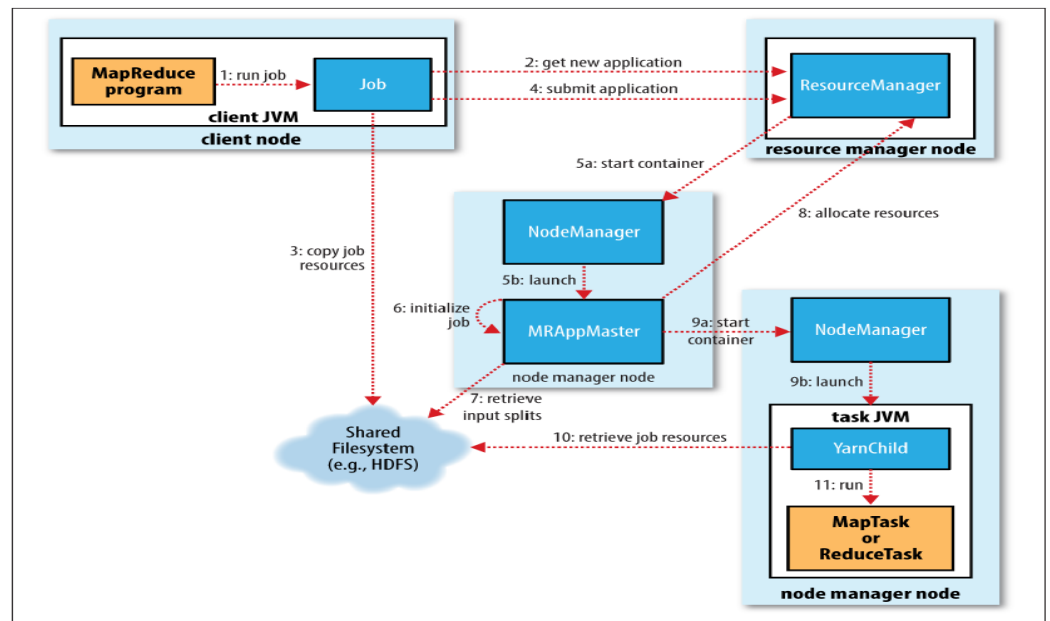 MapReduce
program
1: run job
Job
client JVM
client node
2: get new application
4: submit application
ResourceManager
resource manager node
5a: start container
8: allocate resources
3: copy job
resources
NodeManager
5b: launch
6: initialize
job
MRAppMaster
node manager node
9a: start
container
NodeManager
9b: launch
7: retrieve
input splits
Shared
Filesystem
(e.g., HDFS)
10: retrieve job resources
task JVM
YarnChild
11: run
MapTask
or
ReduceTask
node manager node